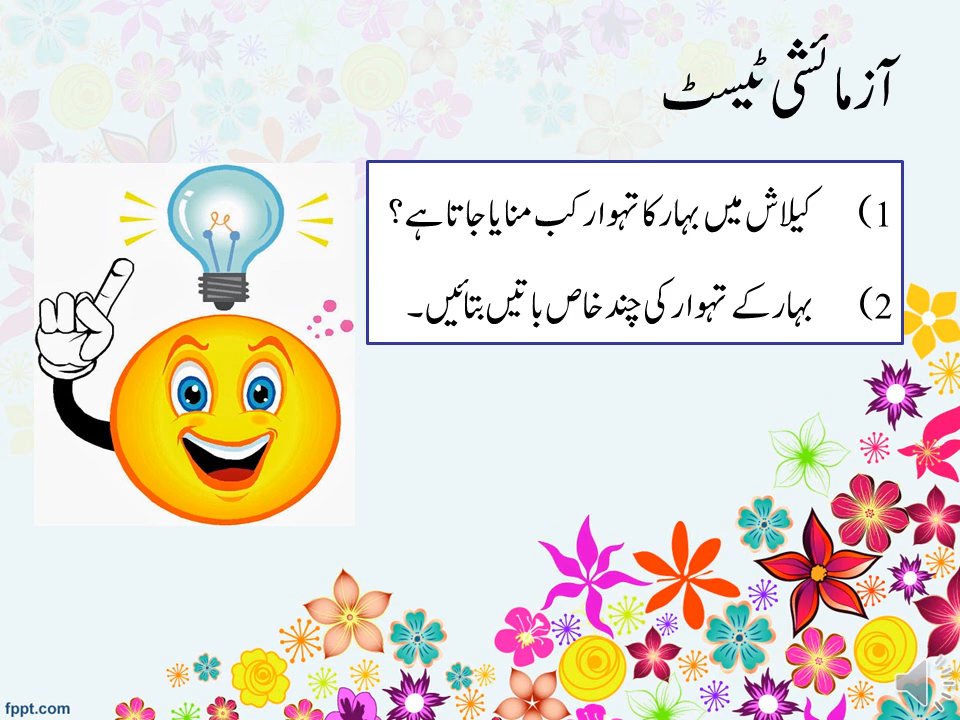 آزمائشی ٹیسٹ
1) کیلاش میں بہار کا تہوار کب منایا جاتا ہے؟
2) بہار کے تہوار کی چند خاص باتیں بتائیں۔
fppt.com